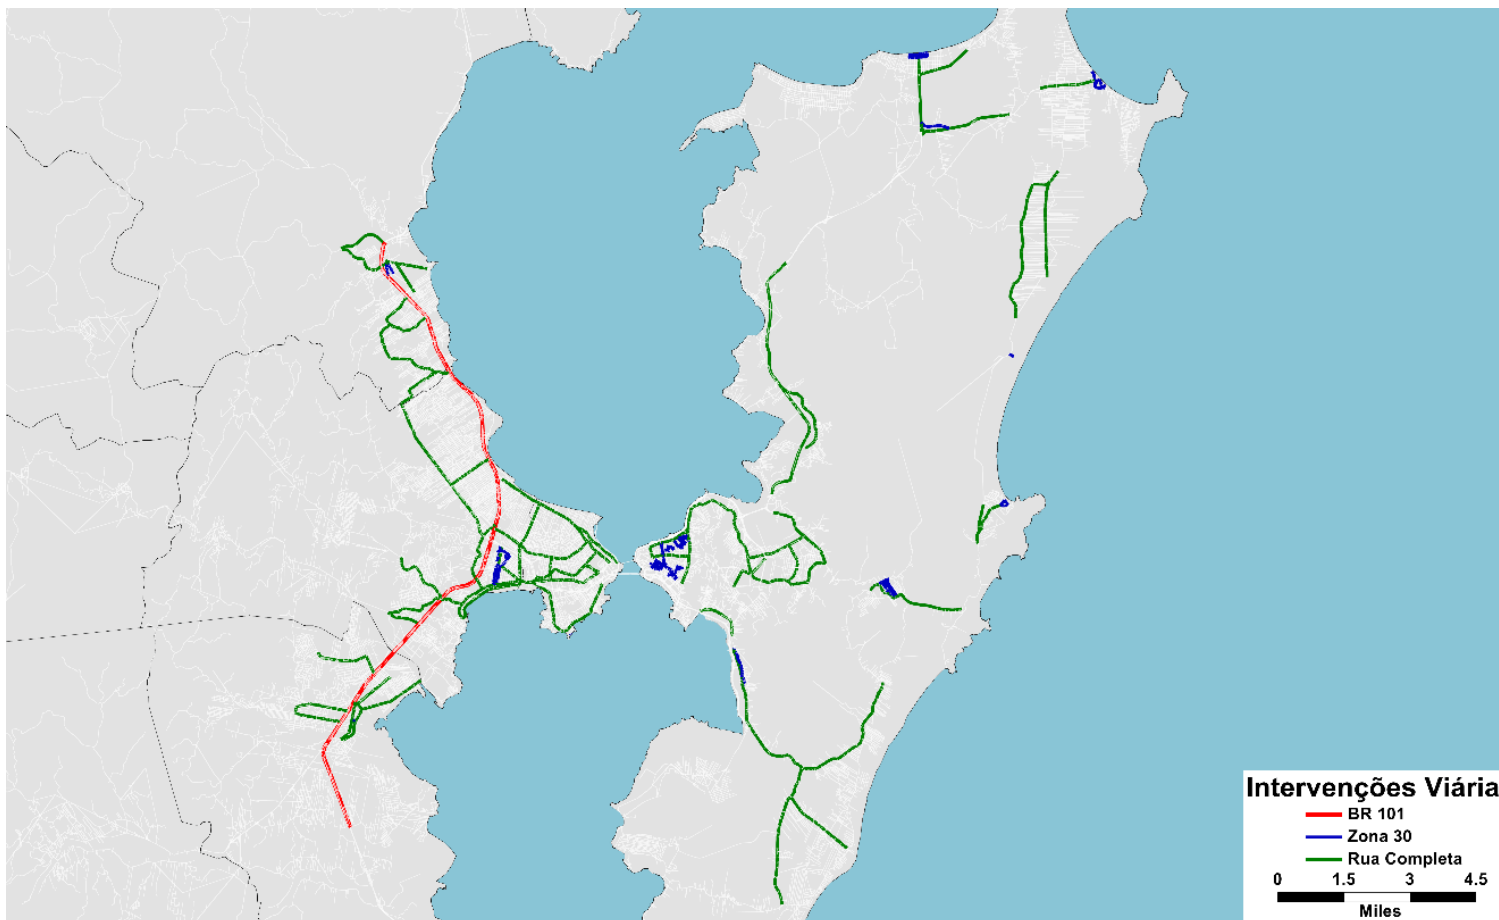 Intervenções Viária
BR 101
Zona 30
Rua Completa
0 1.5 3 4.5
Miles